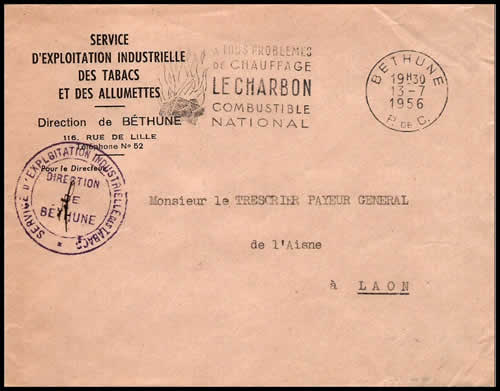 SERVICE
D'EXPLOITATION INDUSTRIELLE
DES TABACS
ET DES ALLUMETTES
Direction de BÉTHUNE
116, RUE DE LILLE
Téléphone N° 52
Pour le Directeur
SERVICE D'EXPLOITATION INDUSTRIELLE DES TABACS
DIRECTION
DE
BÉTHUNE
A TOUS PROBLEMES
DE CHAUFFAGE
LE CHARBON
COMBUSTIBLE
NATIONAL
BETHUNE
19H30
13-7
1956
P. DE C.
Monsieur le TRESCRIER PAYEUR GENERAL
de l'Aisne
à LAON